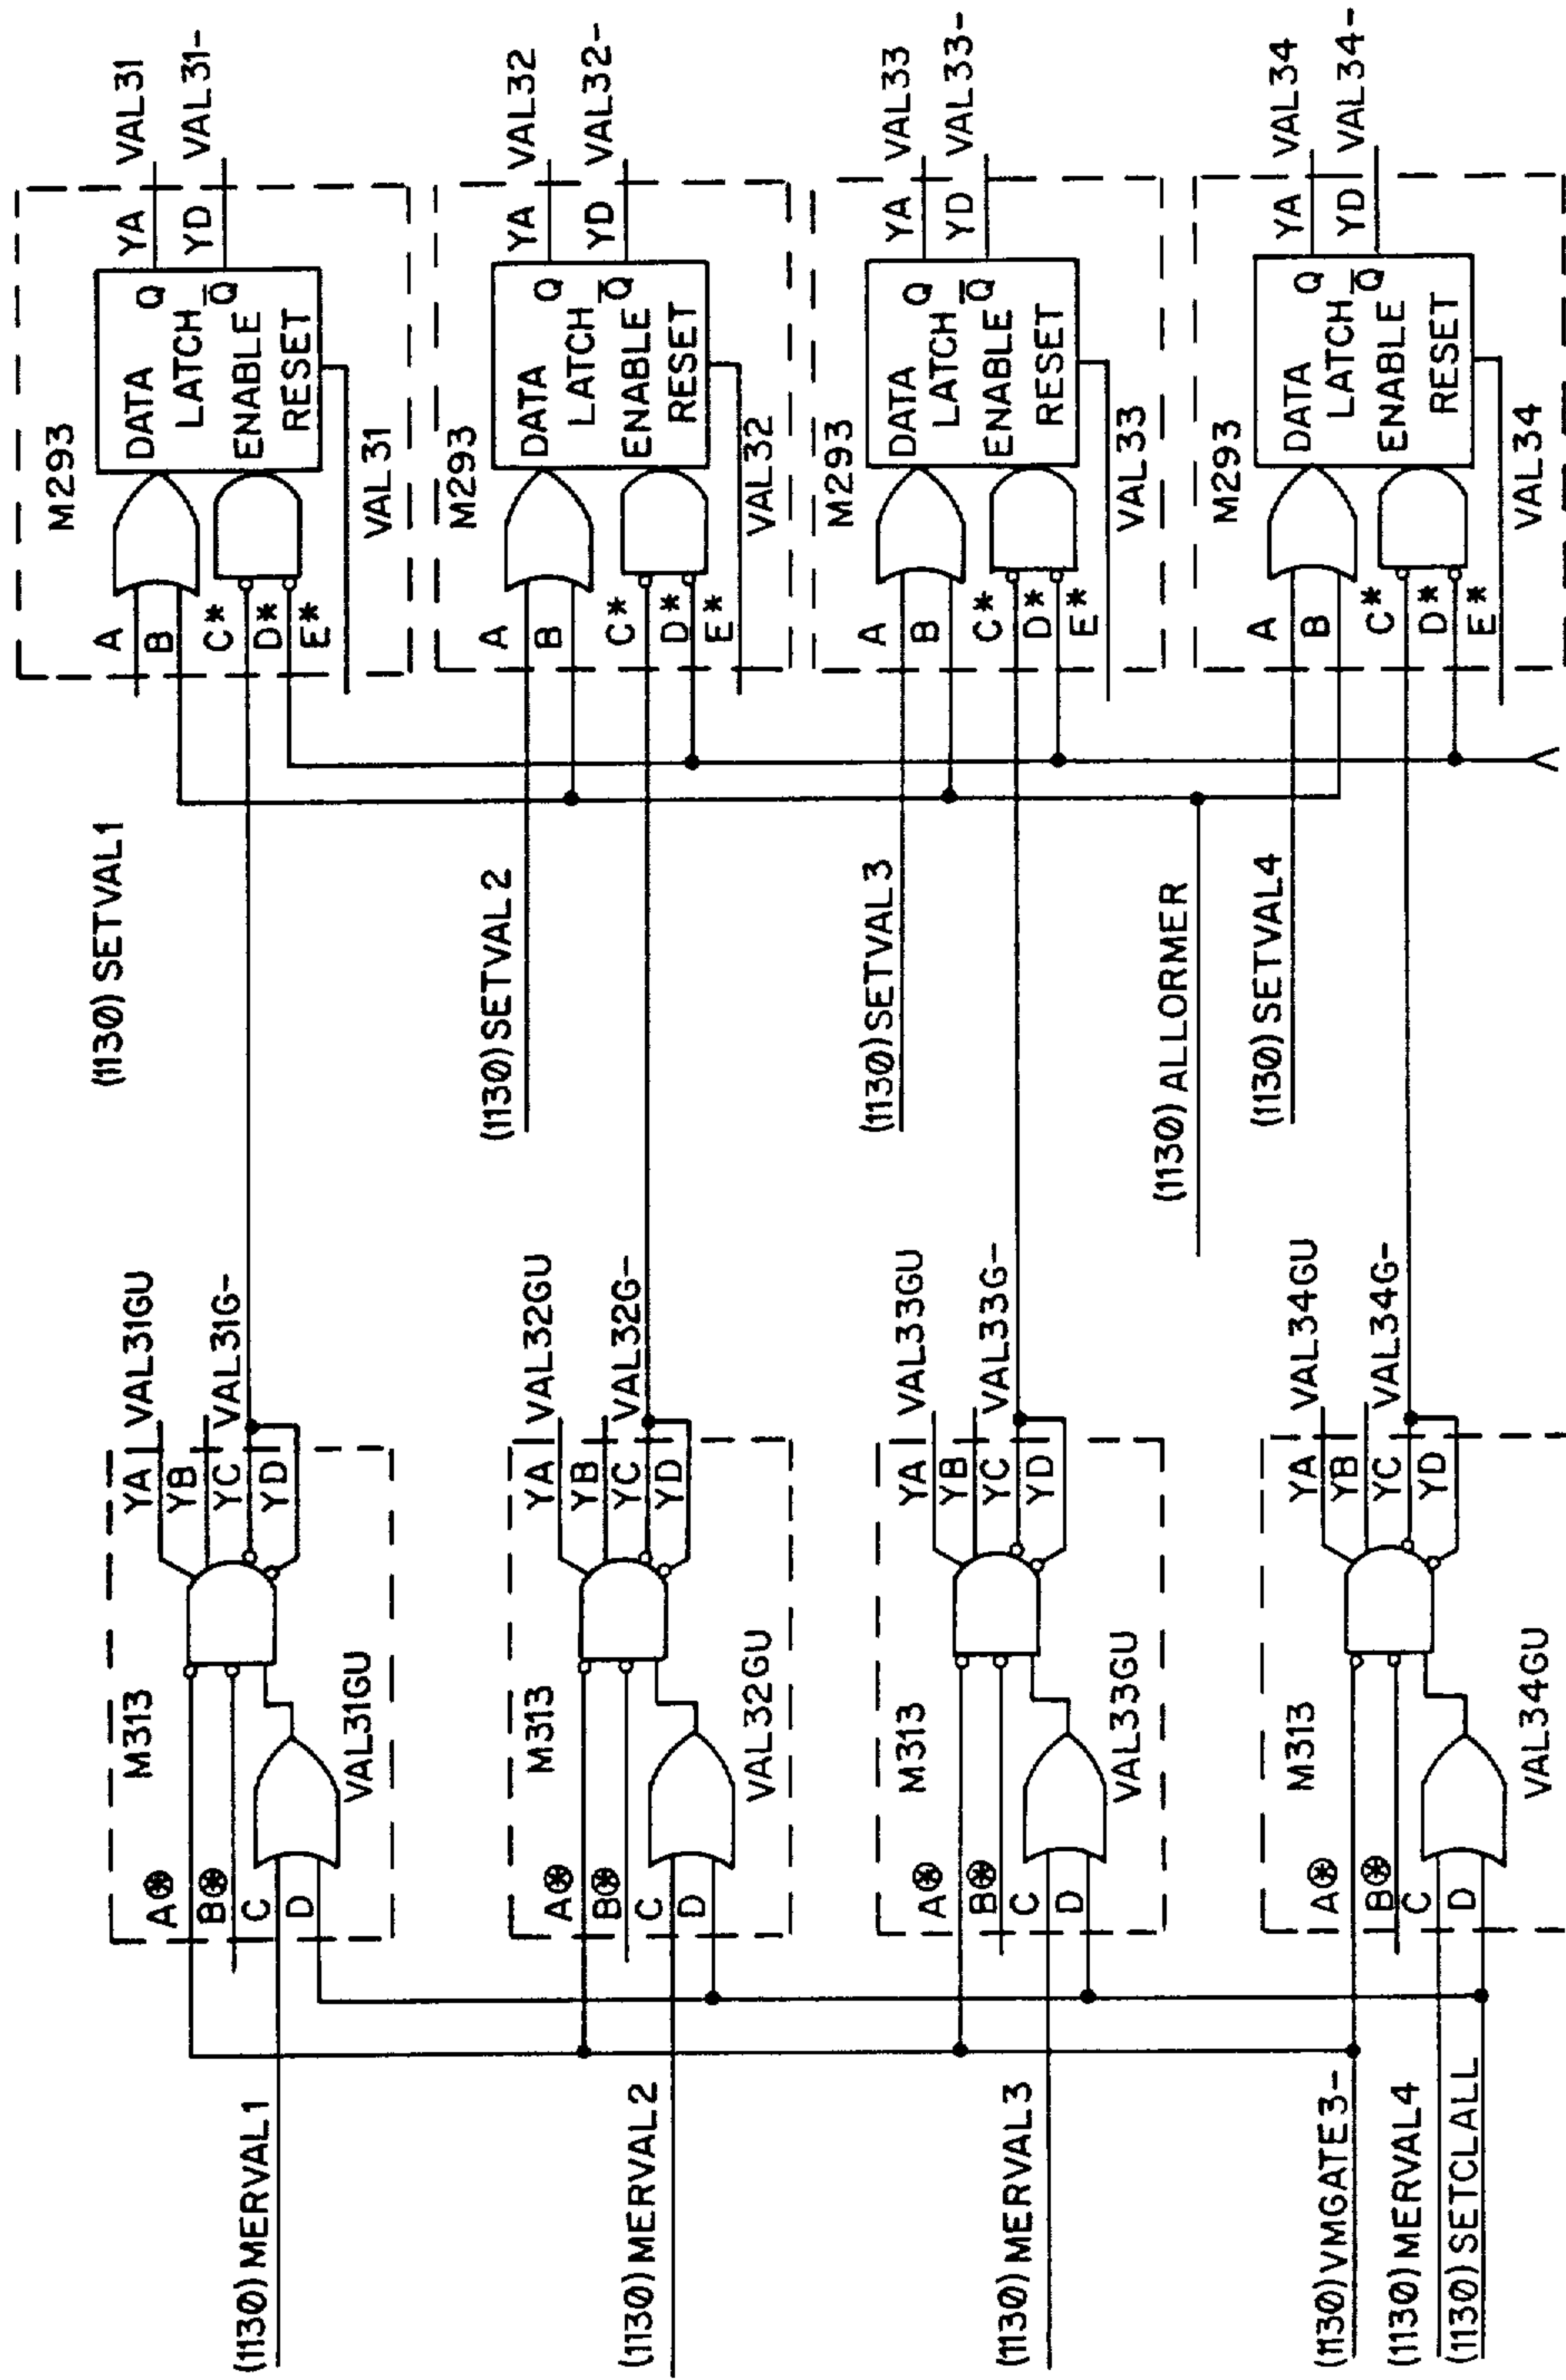 (1130) MERVAL1
A⊛
B⊛
C
D
M313
VAL31GU
YA
YB
YC
YD
VAL31GU
VAL31G-
(1130) SETVAL1
A
B
C*
D*
E*
M293
DATA
LATCH
ENABLE
RESET
Q
Q̅
VAL31
YA
YD
VAL31
VAL31-
(1130) MERVAL2
A⊛
B⊛
C
D
M313
VAL32GU
YA
YB
YC
YD
VAL32GU
VAL32G-
(1130) SETVAL2
A
B
C*
D*
E*
M293
DATA
LATCH
ENABLE
RESET
Q
Q̅
VAL32
YA
YD
VAL32
VAL32-
(1130) MERVAL3
A⊛
B⊛
C
D
M313
VAL33GU
YA
YB
YC
YD
VAL33GU
VAL33G-
(1130) SETVAL3
A
B
C*
D*
E*
M293
DATA
LATCH
ENABLE
RESET
Q
Q̅
VAL33
YA
YD
VAL33
VAL33-
(1130) ALLORMER
(1130) VMGATE3-
(1130) MERVAL4
(1130) SETCLALL
A⊛
B⊛
C
D
M313
VAL34GU
YA
YB
YC
YD
VAL34GU
VAL34G-
(1130) SETVAL4
A
B
C*
D*
E*
M293
DATA
LATCH
ENABLE
RESET
Q
Q̅
VAL34
YA
YD
VAL34
VAL34-